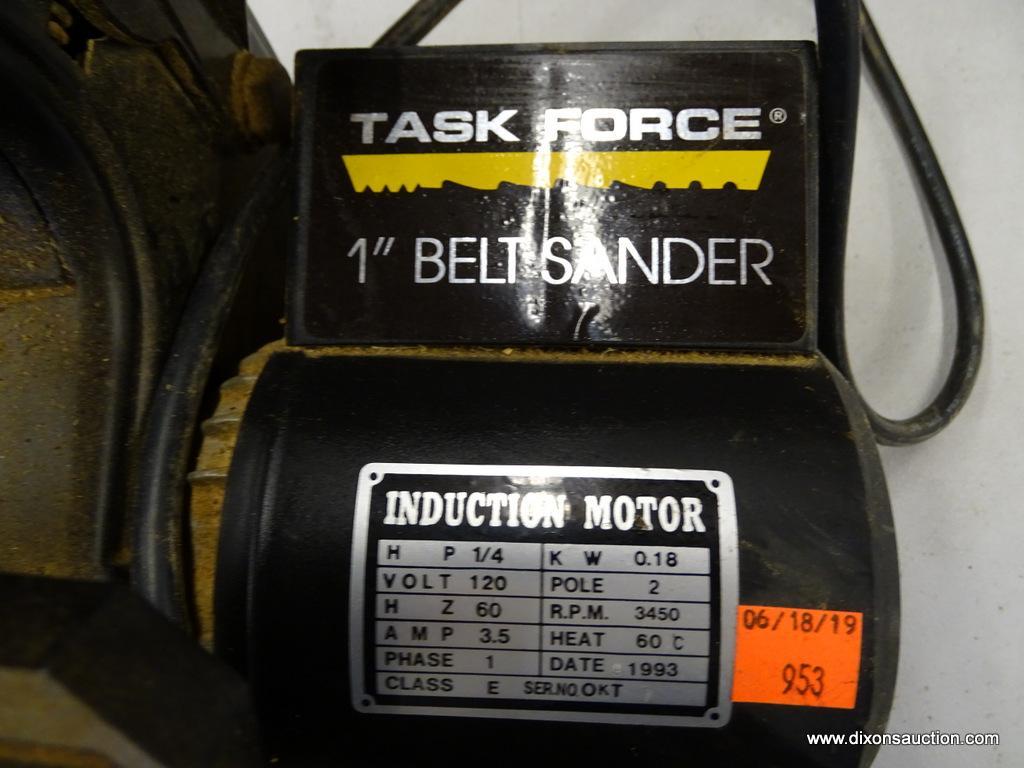 TASK FORCE®
1" BELT SANDER
INDUCTION MOTOR
H P 1/4 K W 0.18
VOLT 120 POLE 2
H Z 60 R.P.M. 3450
AMP 3.5 HEAT 60 C
PHASE 1 DATE 1993
CLASS E SER.NO. OKT
06/18/19
953
www.dixonsauction.com